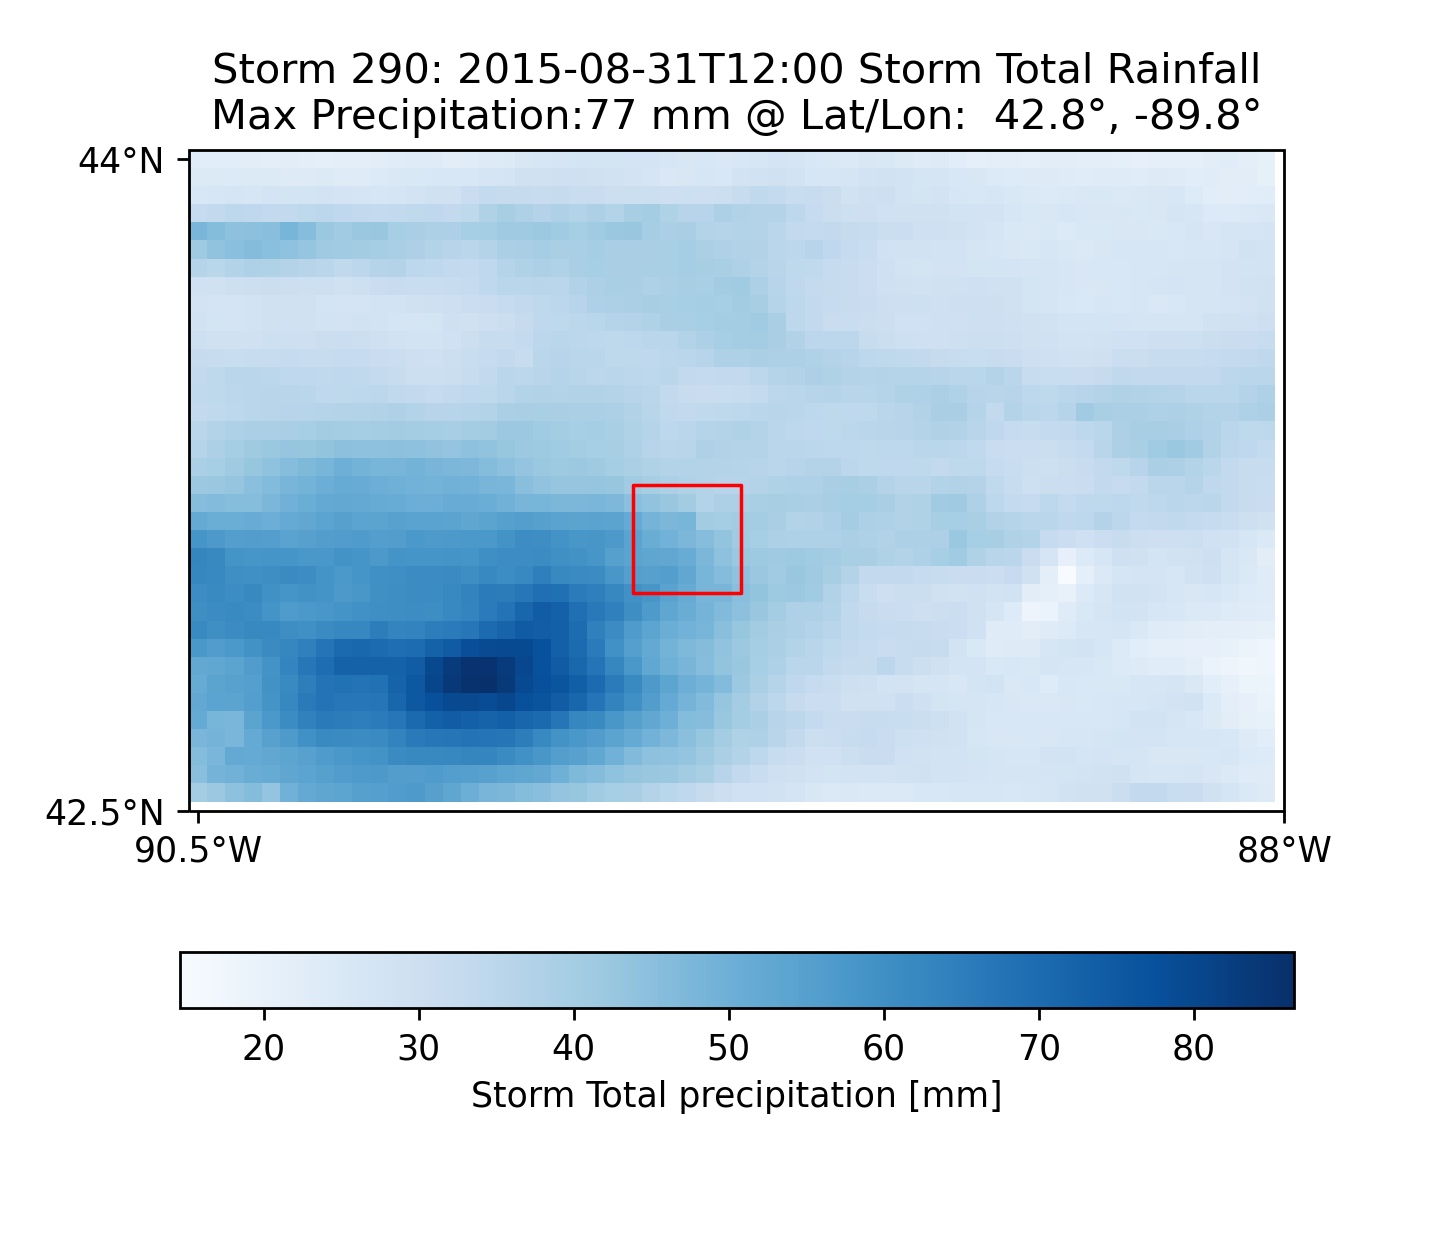 Storm 290: 2015-08-31T12:00 Storm Total Rainfall
Max Precipitation:77 mm @ Lat/Lon:  42.8°, -89.8°
44°N
42.5°N
90.5°W 88°W
20 30 40 50 60 70 80
Storm Total precipitation [mm]